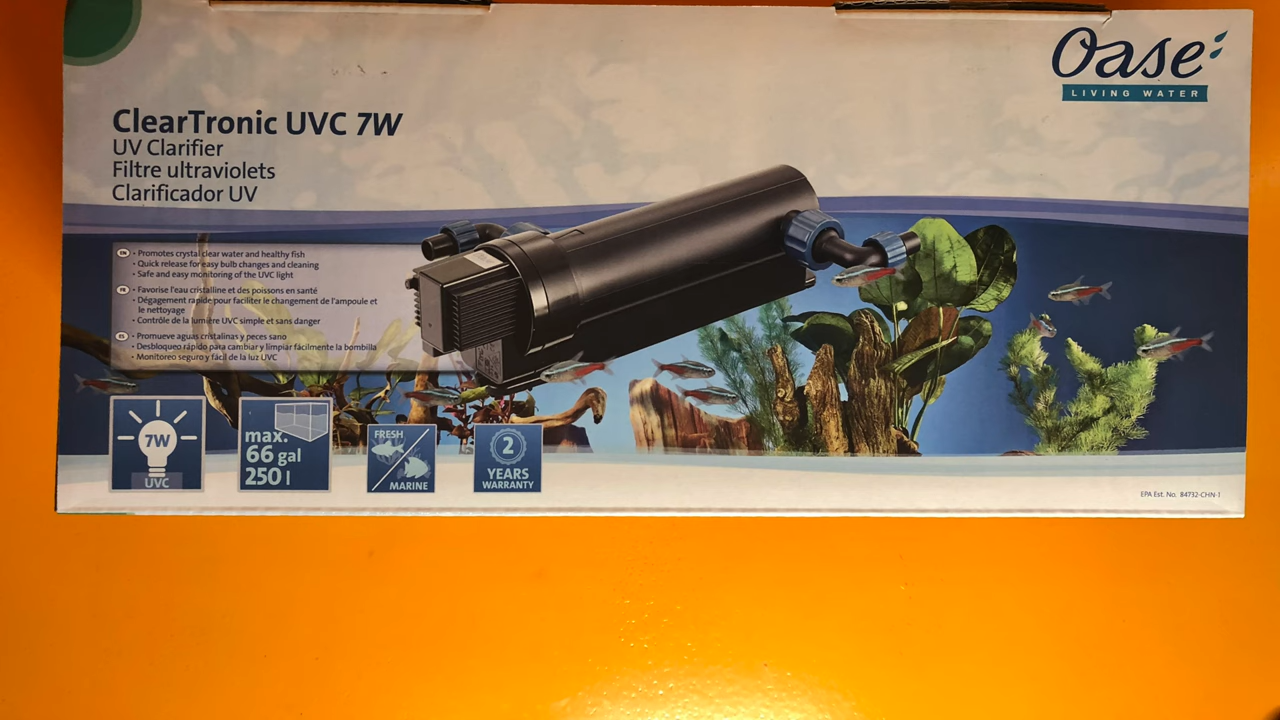 Oase
LIVING WATER
ClearTronic UVC 7W
UV Clarifier
Filtre ultraviolets
Clarificador UV
EN • Promotes crystal clear water and healthy fish
• Quick release for easy bulb changes and cleaning
• Safe and easy monitoring of the UVC light
FR • Favorise l'eau cristalline et des poissons en santé
• Dégagement rapide pour faciliter le changement de l'ampoule et
le nettoyage
• Contrôle de la lumière UVC simple et sans danger
ES • Promueve aguas cristalinas y peces sano
• Desbloqueo rápido para cambiar y limpiar fácilmente la bombilla
• Monitoreo seguro y fácil de la luz UVC
7W
UVC
max.
66 gal
250 l
FRESH
MARINE
2
YEARS
WARRANTY
EPA Est. No. 84732-CHN-1